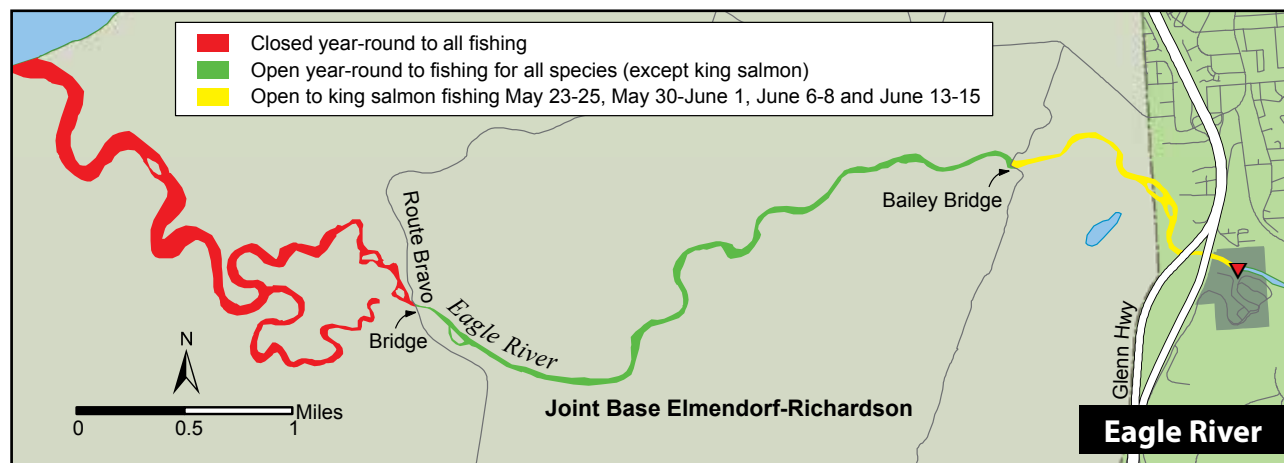 Closed year-round to all fishing
Open year-round to fishing for all species (except king salmon)
Open to king salmon fishing May 23-25, May 30-June 1, June 6-8 and June 13-15
Bailey Bridge
Route Bravo
Eagle River
Bridge
N
Glenn Hwy
Miles
0 0.5 1
Joint Base Elmendorf-Richardson
Eagle River